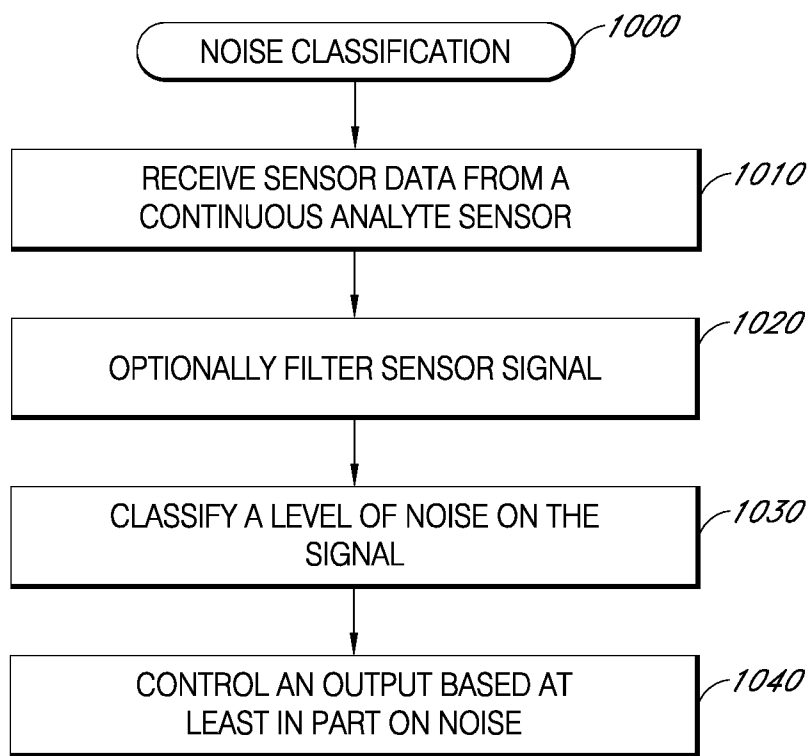 NOISE CLASSIFICATION
1000
RECEIVE SENSOR DATA FROM A
CONTINUOUS ANALYTE SENSOR
1010
OPTIONALLY FILTER SENSOR SIGNAL
1020
CLASSIFY A LEVEL OF NOISE ON THE
SIGNAL
1030
CONTROL AN OUTPUT BASED AT
LEAST IN PART ON NOISE
1040